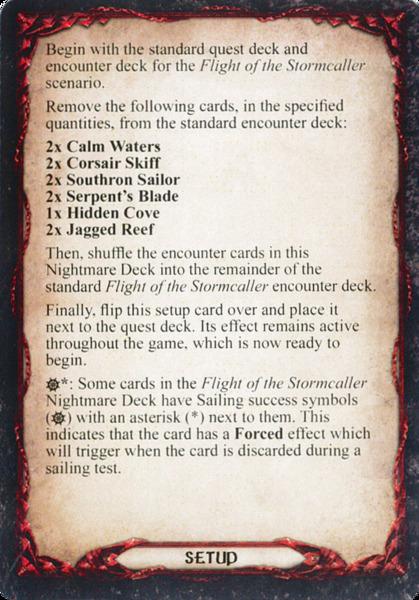 Begin with the standard quest deck and
encounter deck for the Flight of the Stormcaller
scenario.
Remove the following cards, in the specified
quantities, from the standard encounter deck:
2x Calm Waters
2x Corsair Skiff
2x Southron Sailor
2x Serpent's Blade
1x Hidden Cove
2x Jagged Reef
Then, shuffle the encounter cards in this
Nightmare Deck into the remainder of the
standard Flight of the Stormcaller encounter deck.
Finally, flip this setup card over and place it
next to the quest deck. Its effect remains active
throughout the game, which is now ready to
begin.
*: Some cards in the Flight of the Stormcaller
Nightmare Deck have Sailing success symbols
() with an asterisk (*) next to them. This
indicates that the card has a Forced effect which
will trigger when the card is discarded during a
sailing test.
SETUP